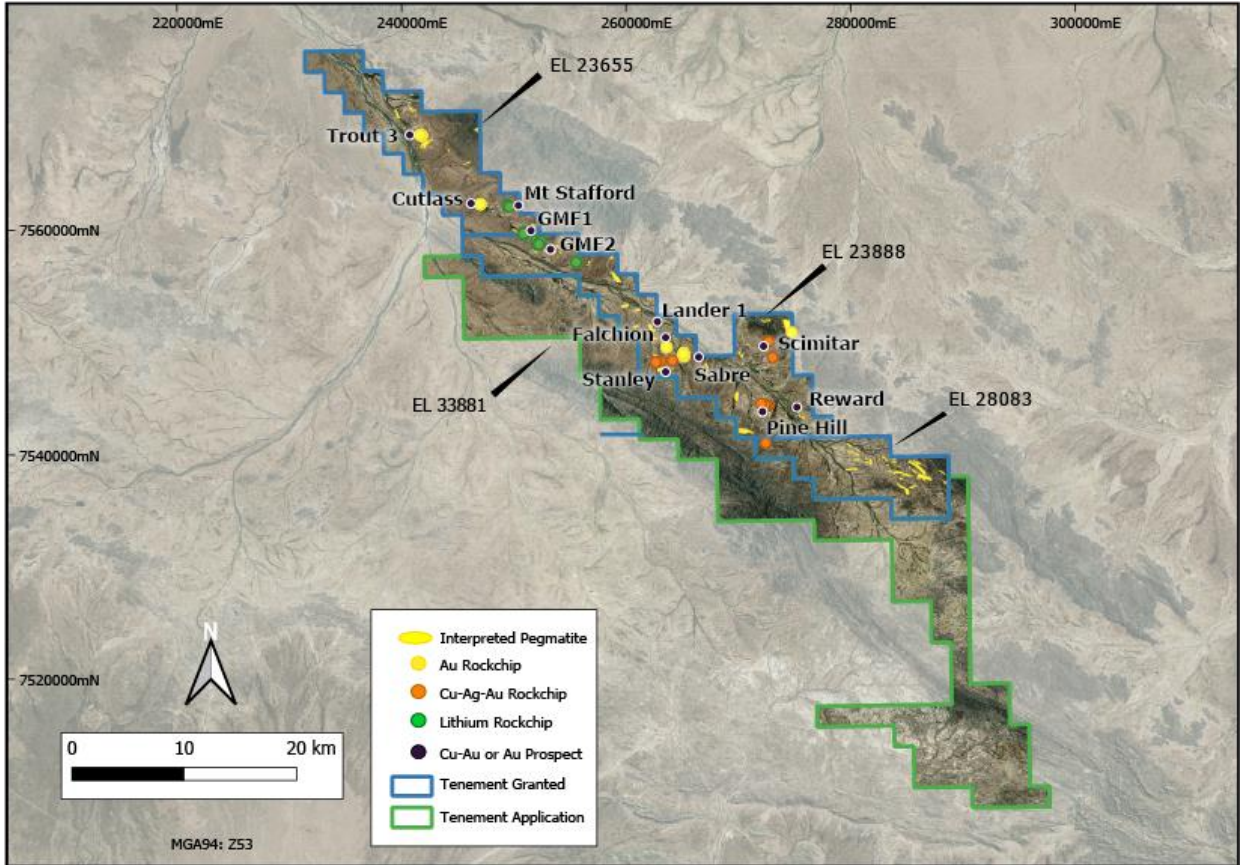 220000mE
240000mE
260000mE
280000mE
300000mE
EL 23655
Trout 3
Cutlass
Mt Stafford
GMF1
7560000mN
GMF2
EL 23888
Lander 1
Falchion
Scimitar
Stanley
Sabre
EL 33881
Reward
EL 28083
Pine Hill
7540000mN
N
Interpreted Pegmatite
Au Rockchip
Cu-Ag-Au Rockchip
7520000mN
Lithium Rockchip
0 10 20 km
Cu-Au or Au Prospect
Tenement Granted
Tenement Application
MGA94: Z53